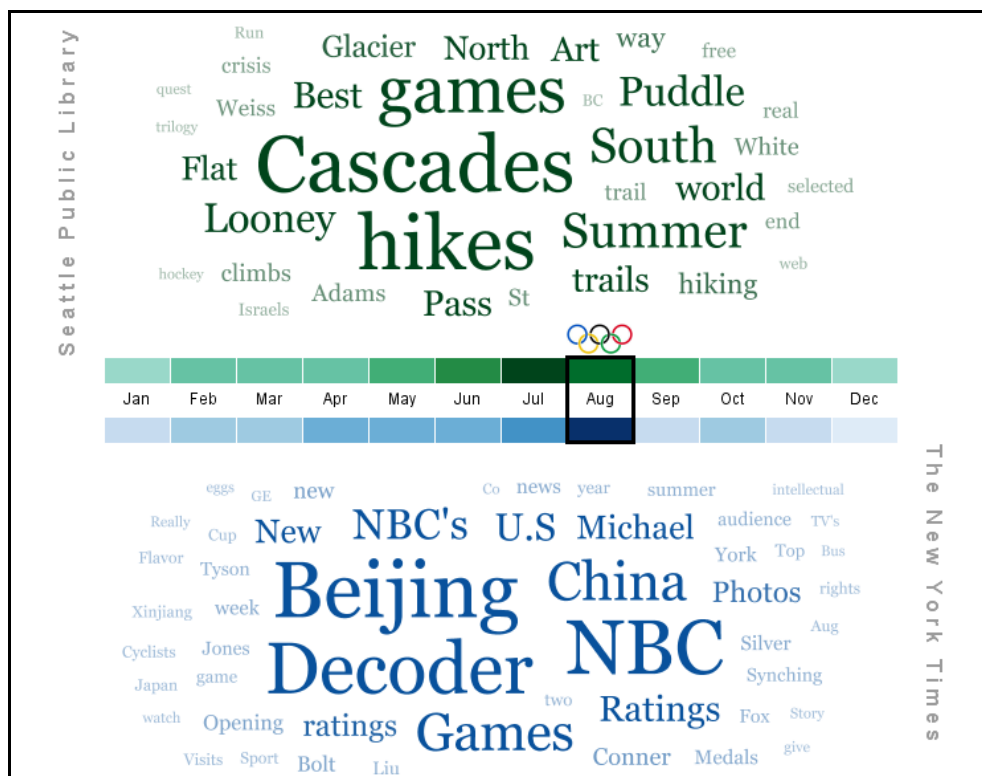 Seattle Public Library
Run
Glacier North Art way
crisis free
quest Weiss Best games BC Puddle real
trilogy
Flat Cascades South White
trail world selected
Looney hikes Summer end
hockey climbs trails hiking web
Israels Adams Pass St
Jan Feb Mar Apr May Jun Jul Aug Sep Oct Nov Dec
The New York Times
eggs GE new Co news year summer intellectual
Really Cup New NBC's U.S Michael audience TV's
Flavor Tyson Beijing China York Top Bus
Xinjiang week Photos rights
Cyclists Jones Decoder NBC Silver Aug
Japan game two Synching
watch Opening ratings Games Ratings Fox Story
Visits Sport Bolt Liu Conner Medals give